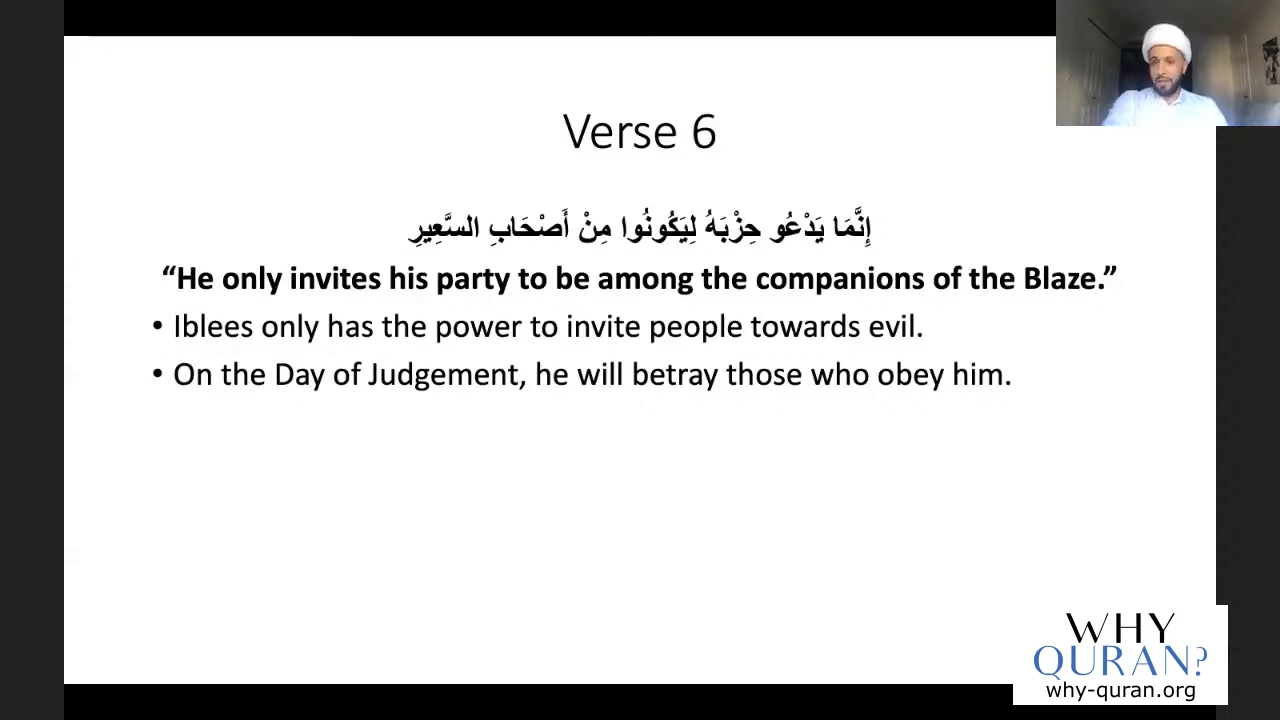 Verse 6
إِنَّمَا يَدْعُو حِزْبَهُ لِيَكُونُوا مِنْ أَصْحَابِ السَّعِيرِ
“He only invites his party to be among the companions of the Blaze.”
• Iblees only has the power to invite people towards evil.
• On the Day of Judgement, he will betray those who obey him.
WHY
QURAN?
why-quran.org